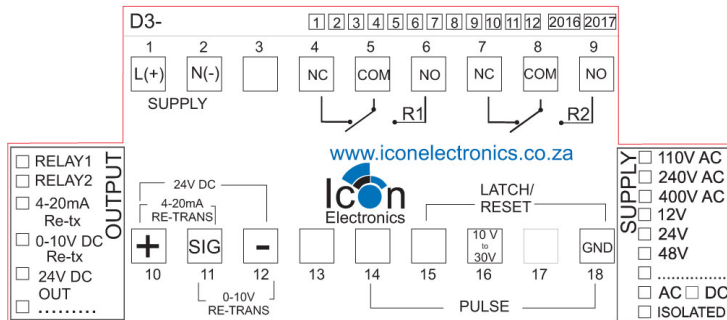 D3- 1 2 3 4 5 6 7 8 9 10 11 12 2016 2017
1 2 3 4 5 6 7 8 9
L(+) N(-) NC COM NO NC COM NO
SUPPLY R1 R2
www.iconelectronics.co.za
OUTPUT
RELAY1
RELAY2
4-20mA
Re-tx
0-10V DC
Re-tx
24V DC
OUT
.........
24V DC
4-20mA
RE-TRANS
Icon
Electronics
LATCH/
RESET
+ SIG - 10 V
to
30V
GND
10 11 12 13 14 15 16 17 18
0-10V
RE-TRANS
PULSE
SUPPLY
110V AC
240V AC
400V AC
12V
24V
48V
..............
AC DC
ISOLATED